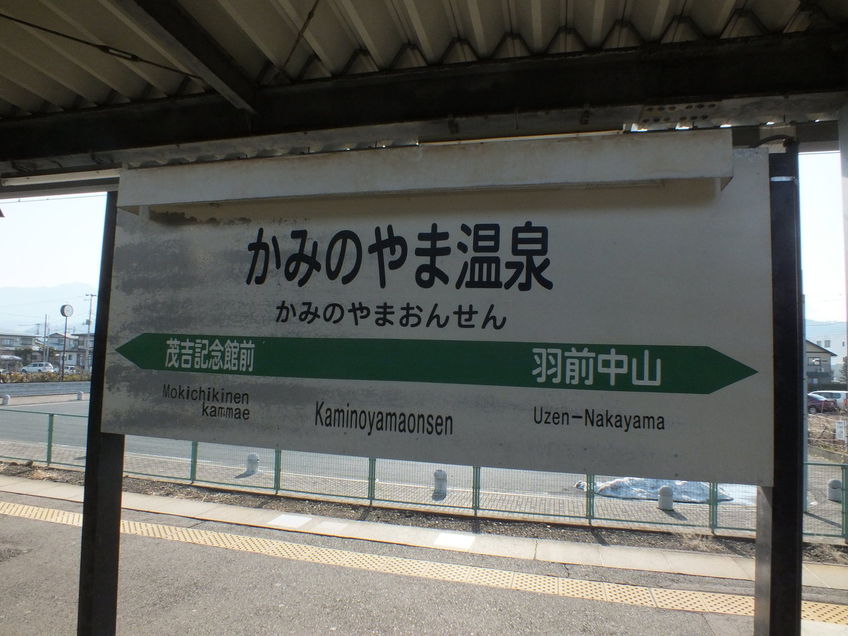 かみのやま温泉
かみのやまおんせん
茂吉記念館前
羽前中山
Mokichikinen
kammae
Kaminoyamaonsen
Uzen-Nakayama